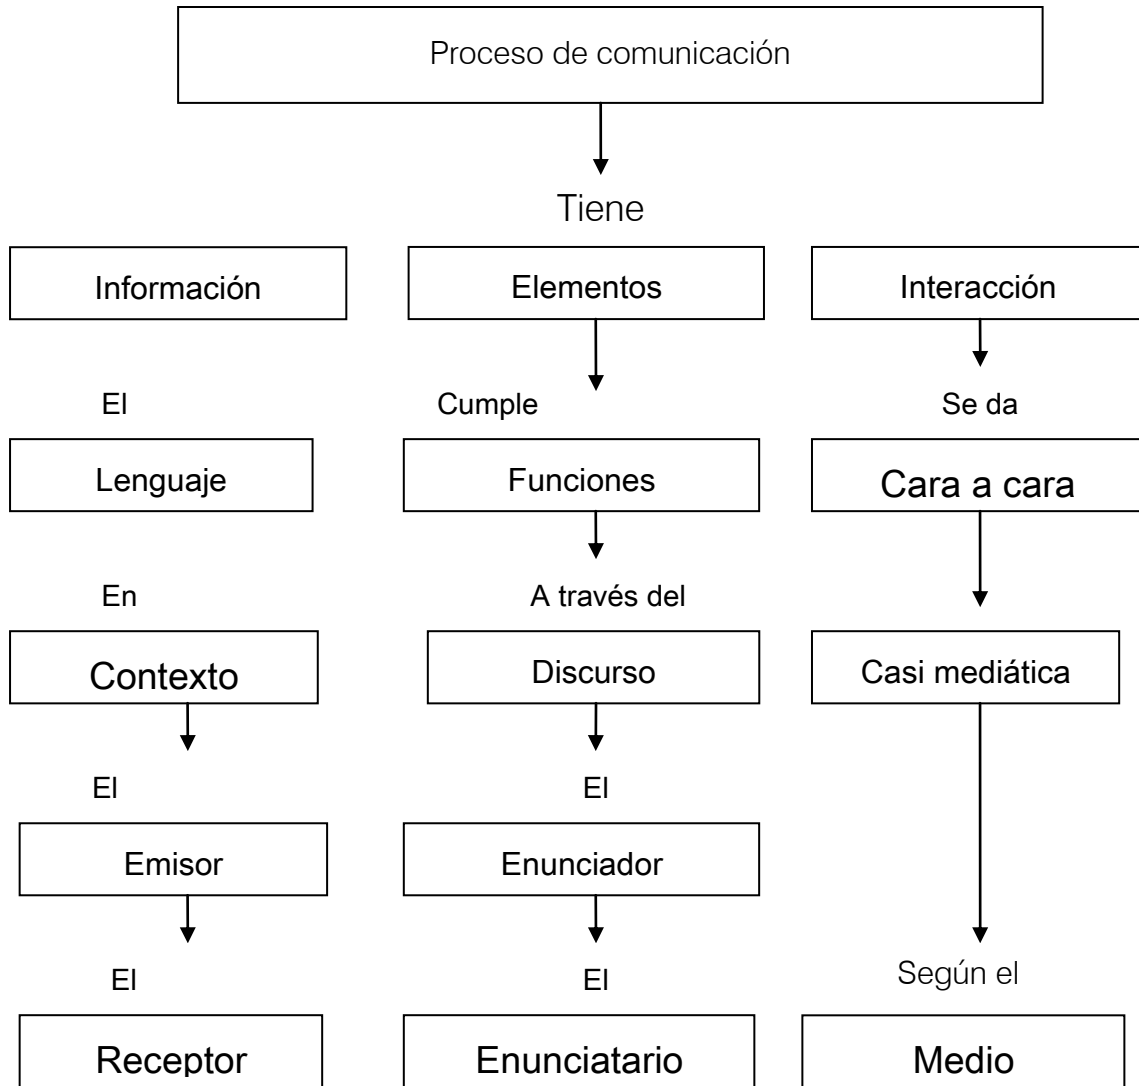 Proceso de comunicación
Tiene
Información
Elementos
Interacción
El
Cumple
Se da
Lenguaje
Funciones
Cara a cara
En
A través del
Contexto
Discurso
Casi mediática
El
El
Emisor
Enunciador
El
El
Según el
Receptor
Enunciatario
Medio